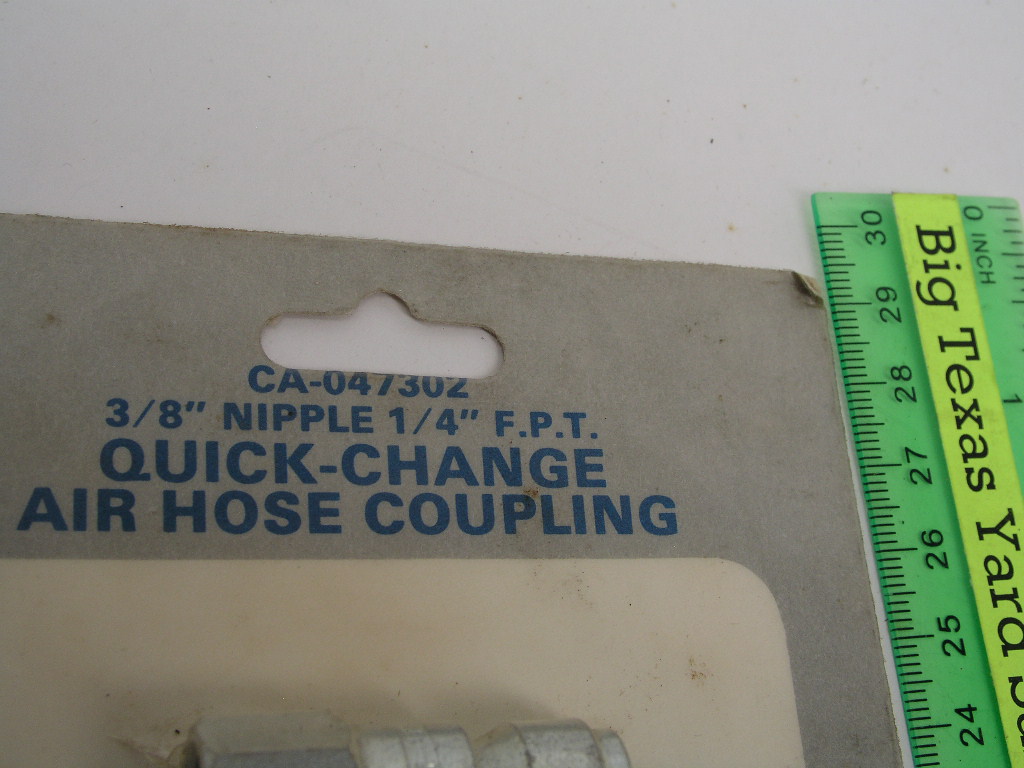 CA-047302
3/8" NIPPLE 1/4" F.P.T.
QUICK-CHANGE
AIR HOSE COUPLING
30 29 28 27 26 25 24
Big Texas Yard
0 INCH 1